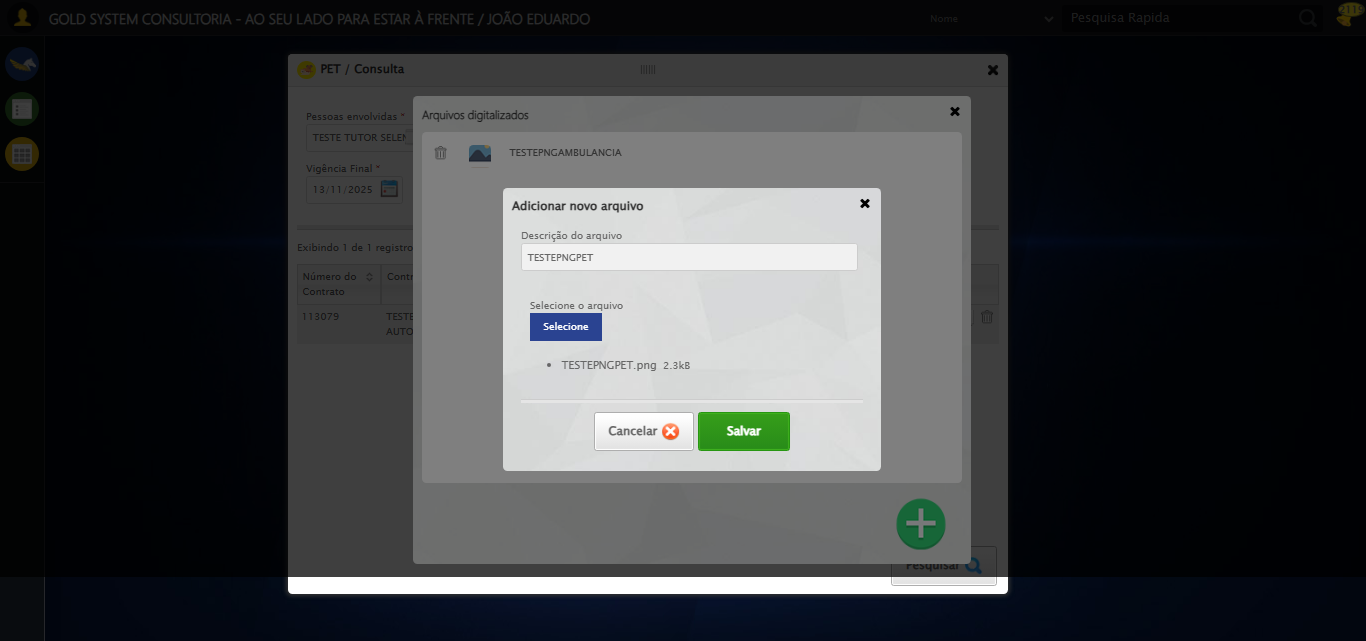 GOLD SYSTEM CONSULTORIA - AO SEU LADO PARA ESTAR À FRENTE / JOÃO EDUARDO
Nome
Pesquisa Rapida
PET / Consulta
Pessoas envolvidas *
TESTE TUTOR SELEN
Vigência Final *
13/11/2025
Exibindo 1 de 1 registro
Número do Contrato
Contr
113079
TESTE
AUTO
Arquivos digitalizados
TESTEPNGAMBULANCIA
Adicionar novo arquivo
Descrição do arquivo
TESTEPNGPET
Selecione o arquivo
Selecione
TESTEPNGPET.png 2.3kB
Cancelar
Salvar
Pesquisar